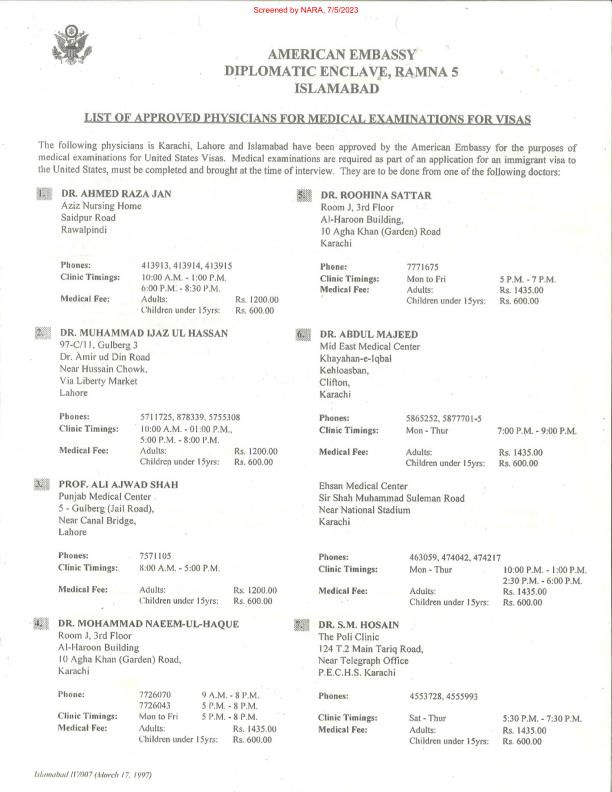 Screened by NARA, 7/5/2023
AMERICAN EMBASSY
DIPLOMATIC ENCLAVE, RAMNA 5
ISLAMABAD
LIST OF APPROVED PHYSICIANS FOR MEDICAL EXAMINATIONS FOR VISAS
The following physicians is Karachi, Lahore and Islamabad have been approved by the American Embassy for the purposes of
medical examinations for United States Visas. Medical examinations are required as part of an application for an immigrant visa to
the United States, must be completed and brought at the time of interview. They are to be done from one of the following doctors:
1. DR. AHMED RAZA JAN
Aziz Nursing Home
Saidpur Road
Rawalpindi
Phones: 413913, 413914, 413915
Clinic Timings: 10:00 A.M. - 1:00 P.M.
6:00 P.M. - 8:30 P.M.
Medical Fee: Adults: Rs. 1200.00
Children under 15yrs: Rs. 600.00
2. DR. MUHAMMAD IJAZ UL HASSAN
97-C/11, Gulberg 3
Dr. Amir ud Din Road
Near Hussain Chowk,
Via Liberty Market
Lahore
Phones: 5711725, 878339, 5755308
Clinic Timings: 10:00 A.M. - 01:00 P.M.,
5:00 P.M. - 8:00 P.M.
Medical Fee: Adults: Rs. 1200.00
Children under 15yrs: Rs. 600.00
3. PROF. ALI AJWAD SHAH
Punjab Medical Center
5 - Gulberg (Jail Road),
Near Canal Bridge,
Lahore
Phones: 7571105
Clinic Timings: 8:00 A.M. - 5:00 P.M.
Medical Fee: Adults: Rs. 1200.00
Children under 15yrs: Rs. 600.00
4. DR. MOHAMMAD NAEEM-UL-HAQUE
Room J, 3rd Floor
Al-Haroon Building
10 Agha Khan (Garden) Road,
Karachi
Phone: 7726070 9 A.M. - 8 P.M.
7726043 5 P.M. - 8 P.M.
Clinic Timings: Mon to Fri 5 P.M. - 8 P.M.
Medical Fee: Adults: Rs. 1435.00
Children under 15yrs: Rs. 600.00
5. DR. ROOHINA SATTAR
Room J, 3rd Floor
Al-Haroon Building,
10 Agha Khan (Garden) Road
Karachi
Phone: 7771675
Clinic Timings: Mon to Fri 5 P.M. - 7 P.M.
Medical Fee: Adults: Rs. 1435.00
Children under 15yrs: Rs. 600.00
6. DR. ABDUL MAJEED
Mid East Medical Center
Khayahan-e-Iqbal
Kehloasban,
Clifton,
Karachi
Phones: 5865252, 5877701-5
Clinic Timings: Mon - Thur 7:00 P.M. - 9:00 P.M.
Medical Fee: Adults: Rs. 1435.00
Children under 15yrs: Rs. 600.00
Ehsan Medical Center
Sir Shah Muhammad Suleman Road
Near National Stadium
Karachi
Phones: 463059, 474042, 474217
Clinic Timings: Mon - Thur 10:00 P.M. - 1:00 P.M.
2:30 P.M. - 6:00 P.M.
Medical Fee: Adults: Rs. 1435.00
Children under 15yrs: Rs. 600.00
7. DR. S.M. HOSAIN
The Poli Clinic
124 T.2 Main Tariq Road,
Near Telegraph Office
P.E.C.H.S. Karachi
Phones: 4553728, 4555993
Clinic Timings: Sat - Thur 5:30 P.M. - 7:30 P.M.
Medical Fee: Adults: Rs. 1435.00
Children under 15yrs: Rs. 600.00
Islamabad IV/007 (March 17, 1997)